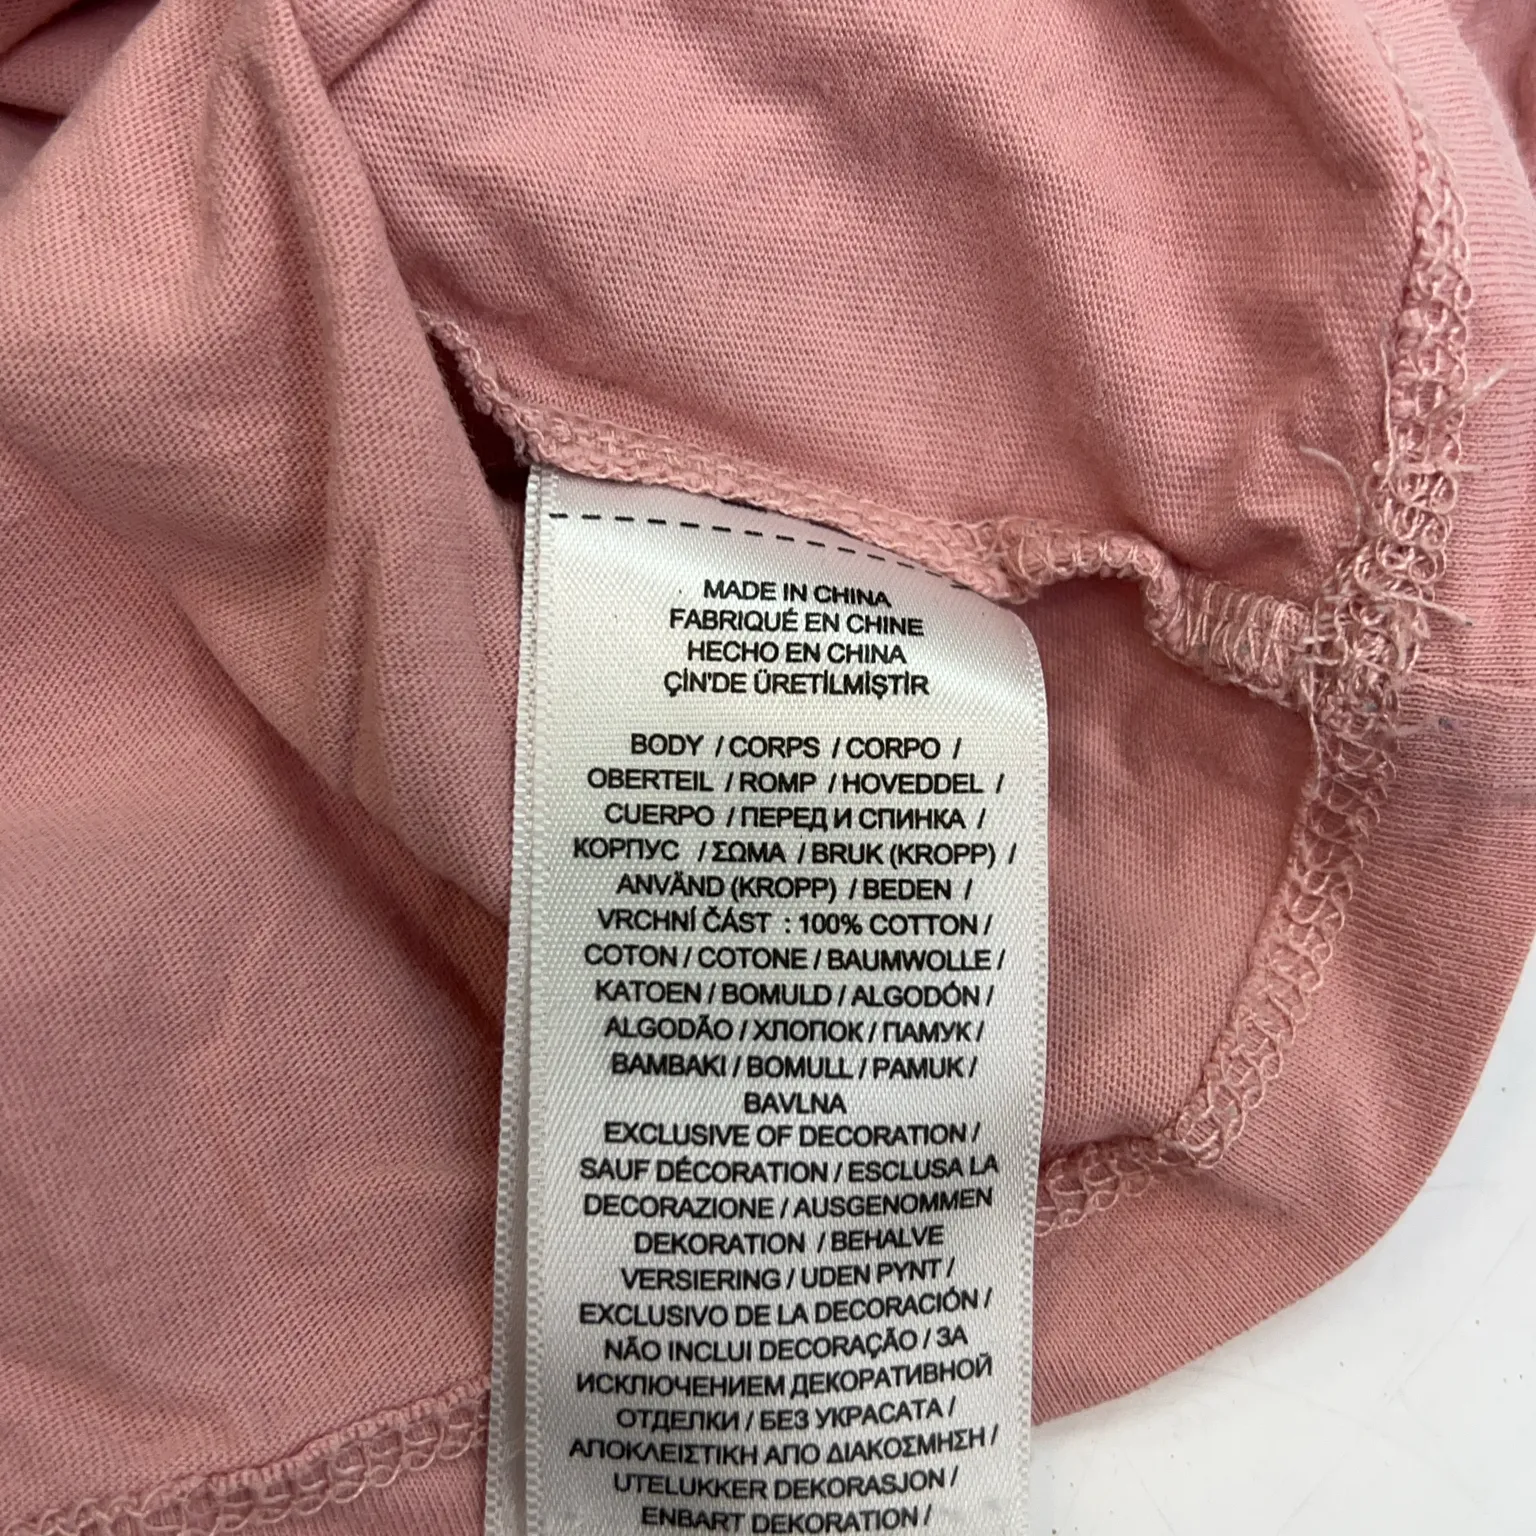 MADE IN CHINA
FABRIQUÉ EN CHINE
HECHO EN CHINA
ÇİN'DE ÜRETİLMİŞTİR
BODY / CORPS / CORPO /
OBERTEIL / ROMP / HOVEDDEL /
CUERPO / ПЕРЕД И СПИНКА /
КОРПУС / ΣΩΜΑ / BRUK (KROPP) /
ANVÄND (KROPP) / BEDEN /
VRCHNÍ ČÁST : 100% COTTON /
COTON / COTONE / BAUMWOLLE /
KATOEN / BOMULD / ALGODÓN /
ALGODÃO / ХЛОПОК / ПАМУК /
BAMBAKI / BOMULL / PAMUK /
BAVLNA
EXCLUSIVE OF DECORATION /
SAUF DÉCORATION / ESCLUSA LA
DECORAZIONE / AUSGENOMMEN
DEKORATION / BEHALVE
VERSIERING / UDEN PYNT /
EXCLUSIVO DE LA DECORACIÓN /
NÃO INCLUI DECORAÇÃO / ЗА
ИСКЛЮЧЕНИЕМ ДЕКОРАТИВНОЙ
ОТДЕЛКИ / БЕЗ УКРАСАТА /
ΑΠΟΚΛΕΙΣΤΙΚΗ ΑΠΟ ΔΙΑΚΟΣΜΗΣΗ /
UTELUKKER DEKORASJON /
ENBART DEKORATION /